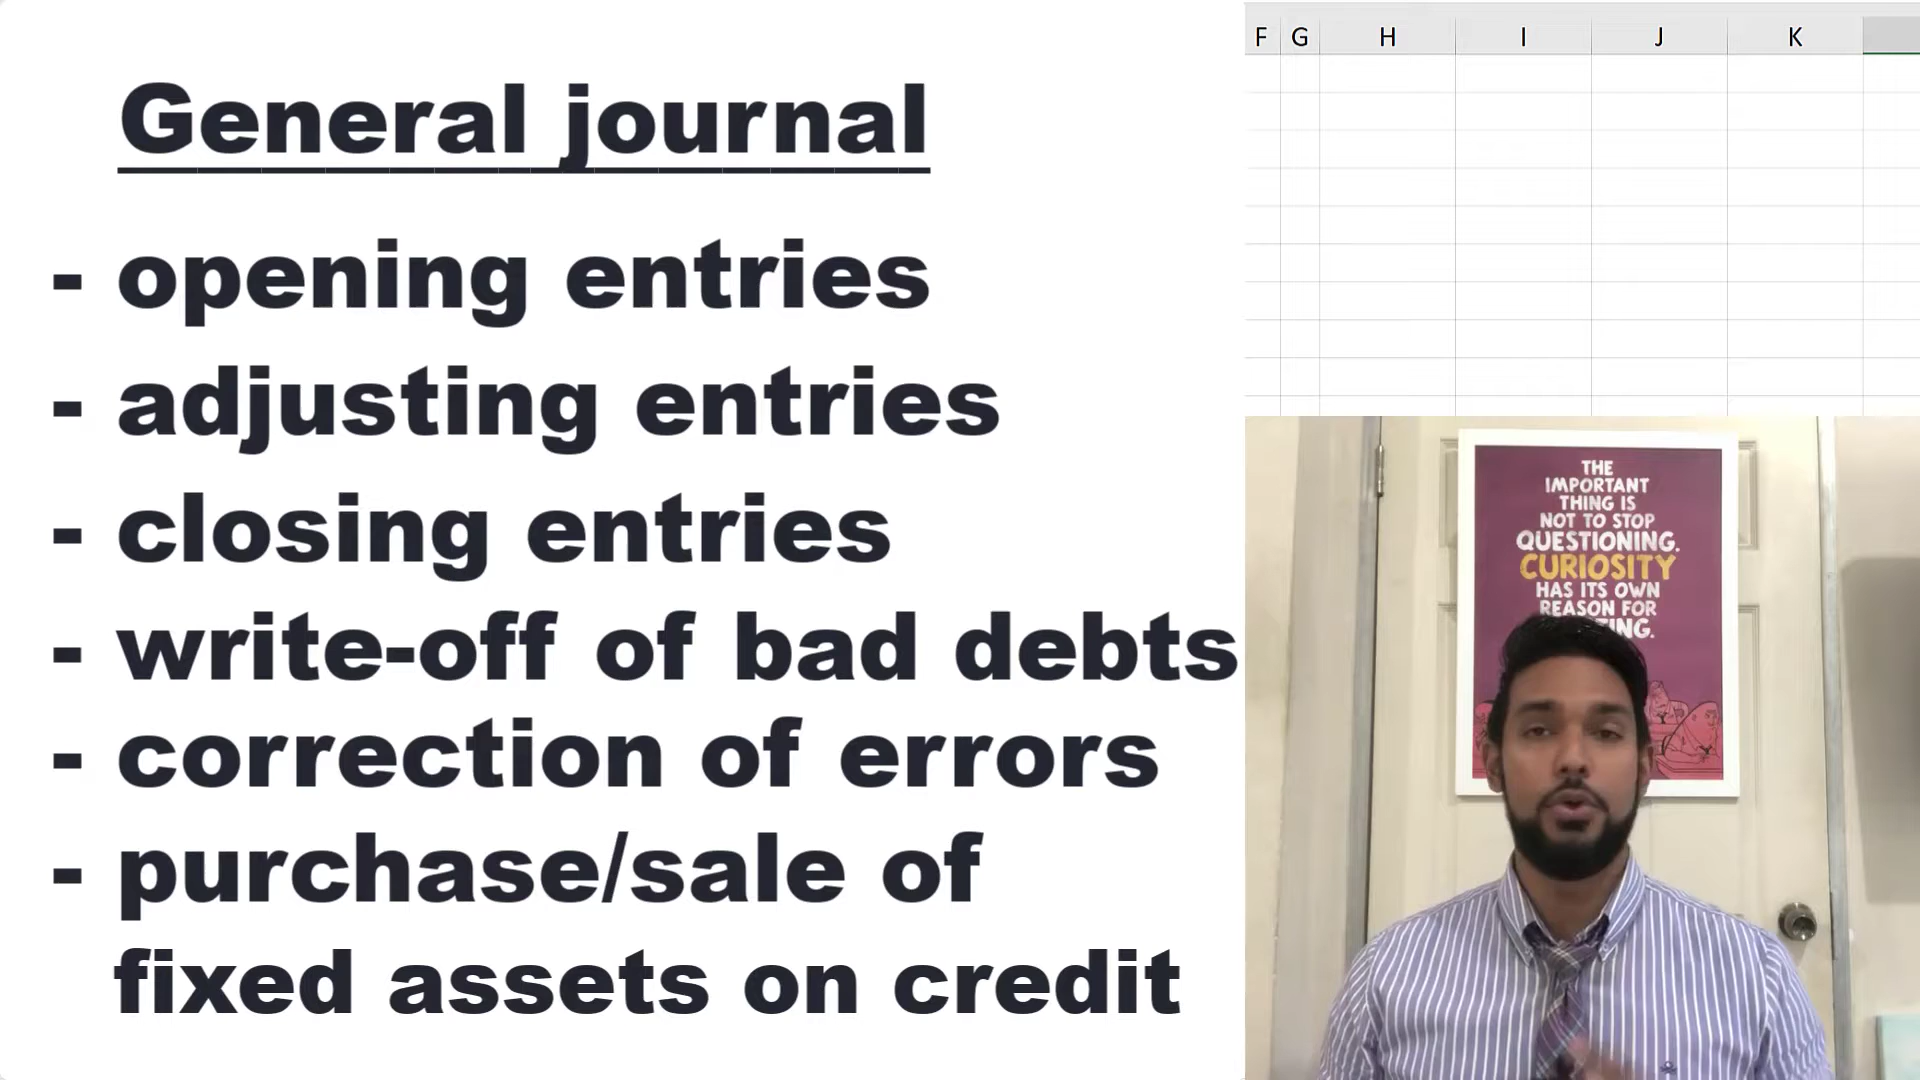 General journal
- opening entries
- adjusting entries
- closing entries
- write-off of bad debts
- correction of errors
- purchase/sale of
fixed assets on credit
F G H I J K
THE
IMPORTANT
THING IS
NOT TO STOP
QUESTIONING.
CURIOSITY
HAS ITS OWN
REASON FOR